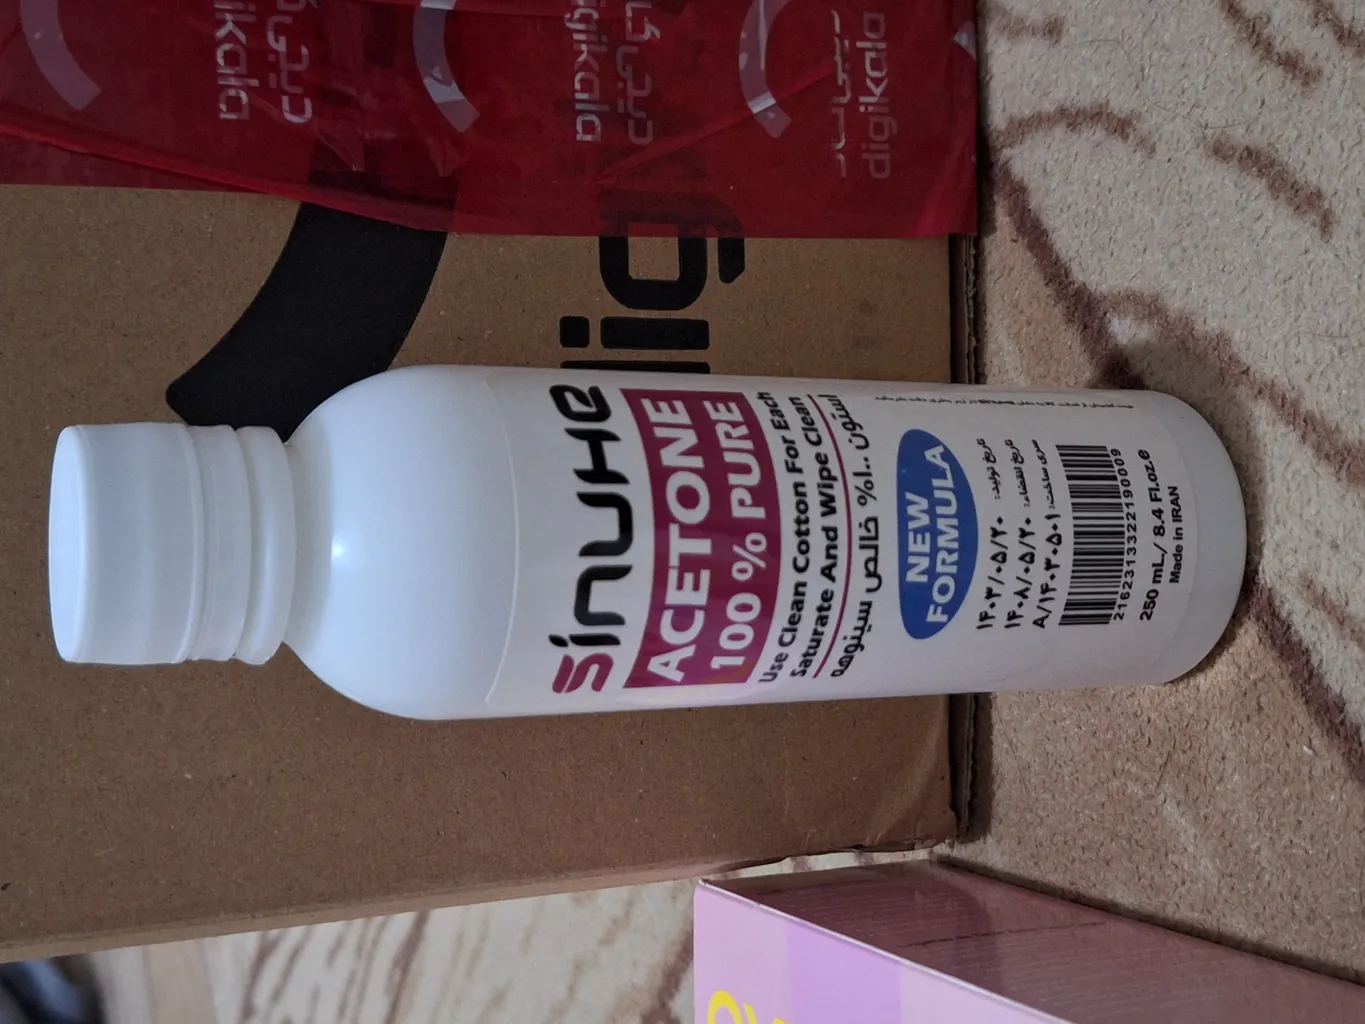 sinuhe
ACETONE
100 % PURE
Use Clean Cotton For Each
Saturate And Wipe Clean
استون ۱۰۰% خالص سینوهه
NEW
FORMULA
تاریخ تولید: ۱۴۰۳/۰۵/۲۰
تاریخ انقضاء: ۱۴۰۸/۰۵/۲۰
سری ساخت: A/۱۴۰۳۰۵۰۱
2162313322190009
250 mL/ 8.4 Fl.oz.e
Made in IRAN
digikala
دیجی کالا
digikala
digikala